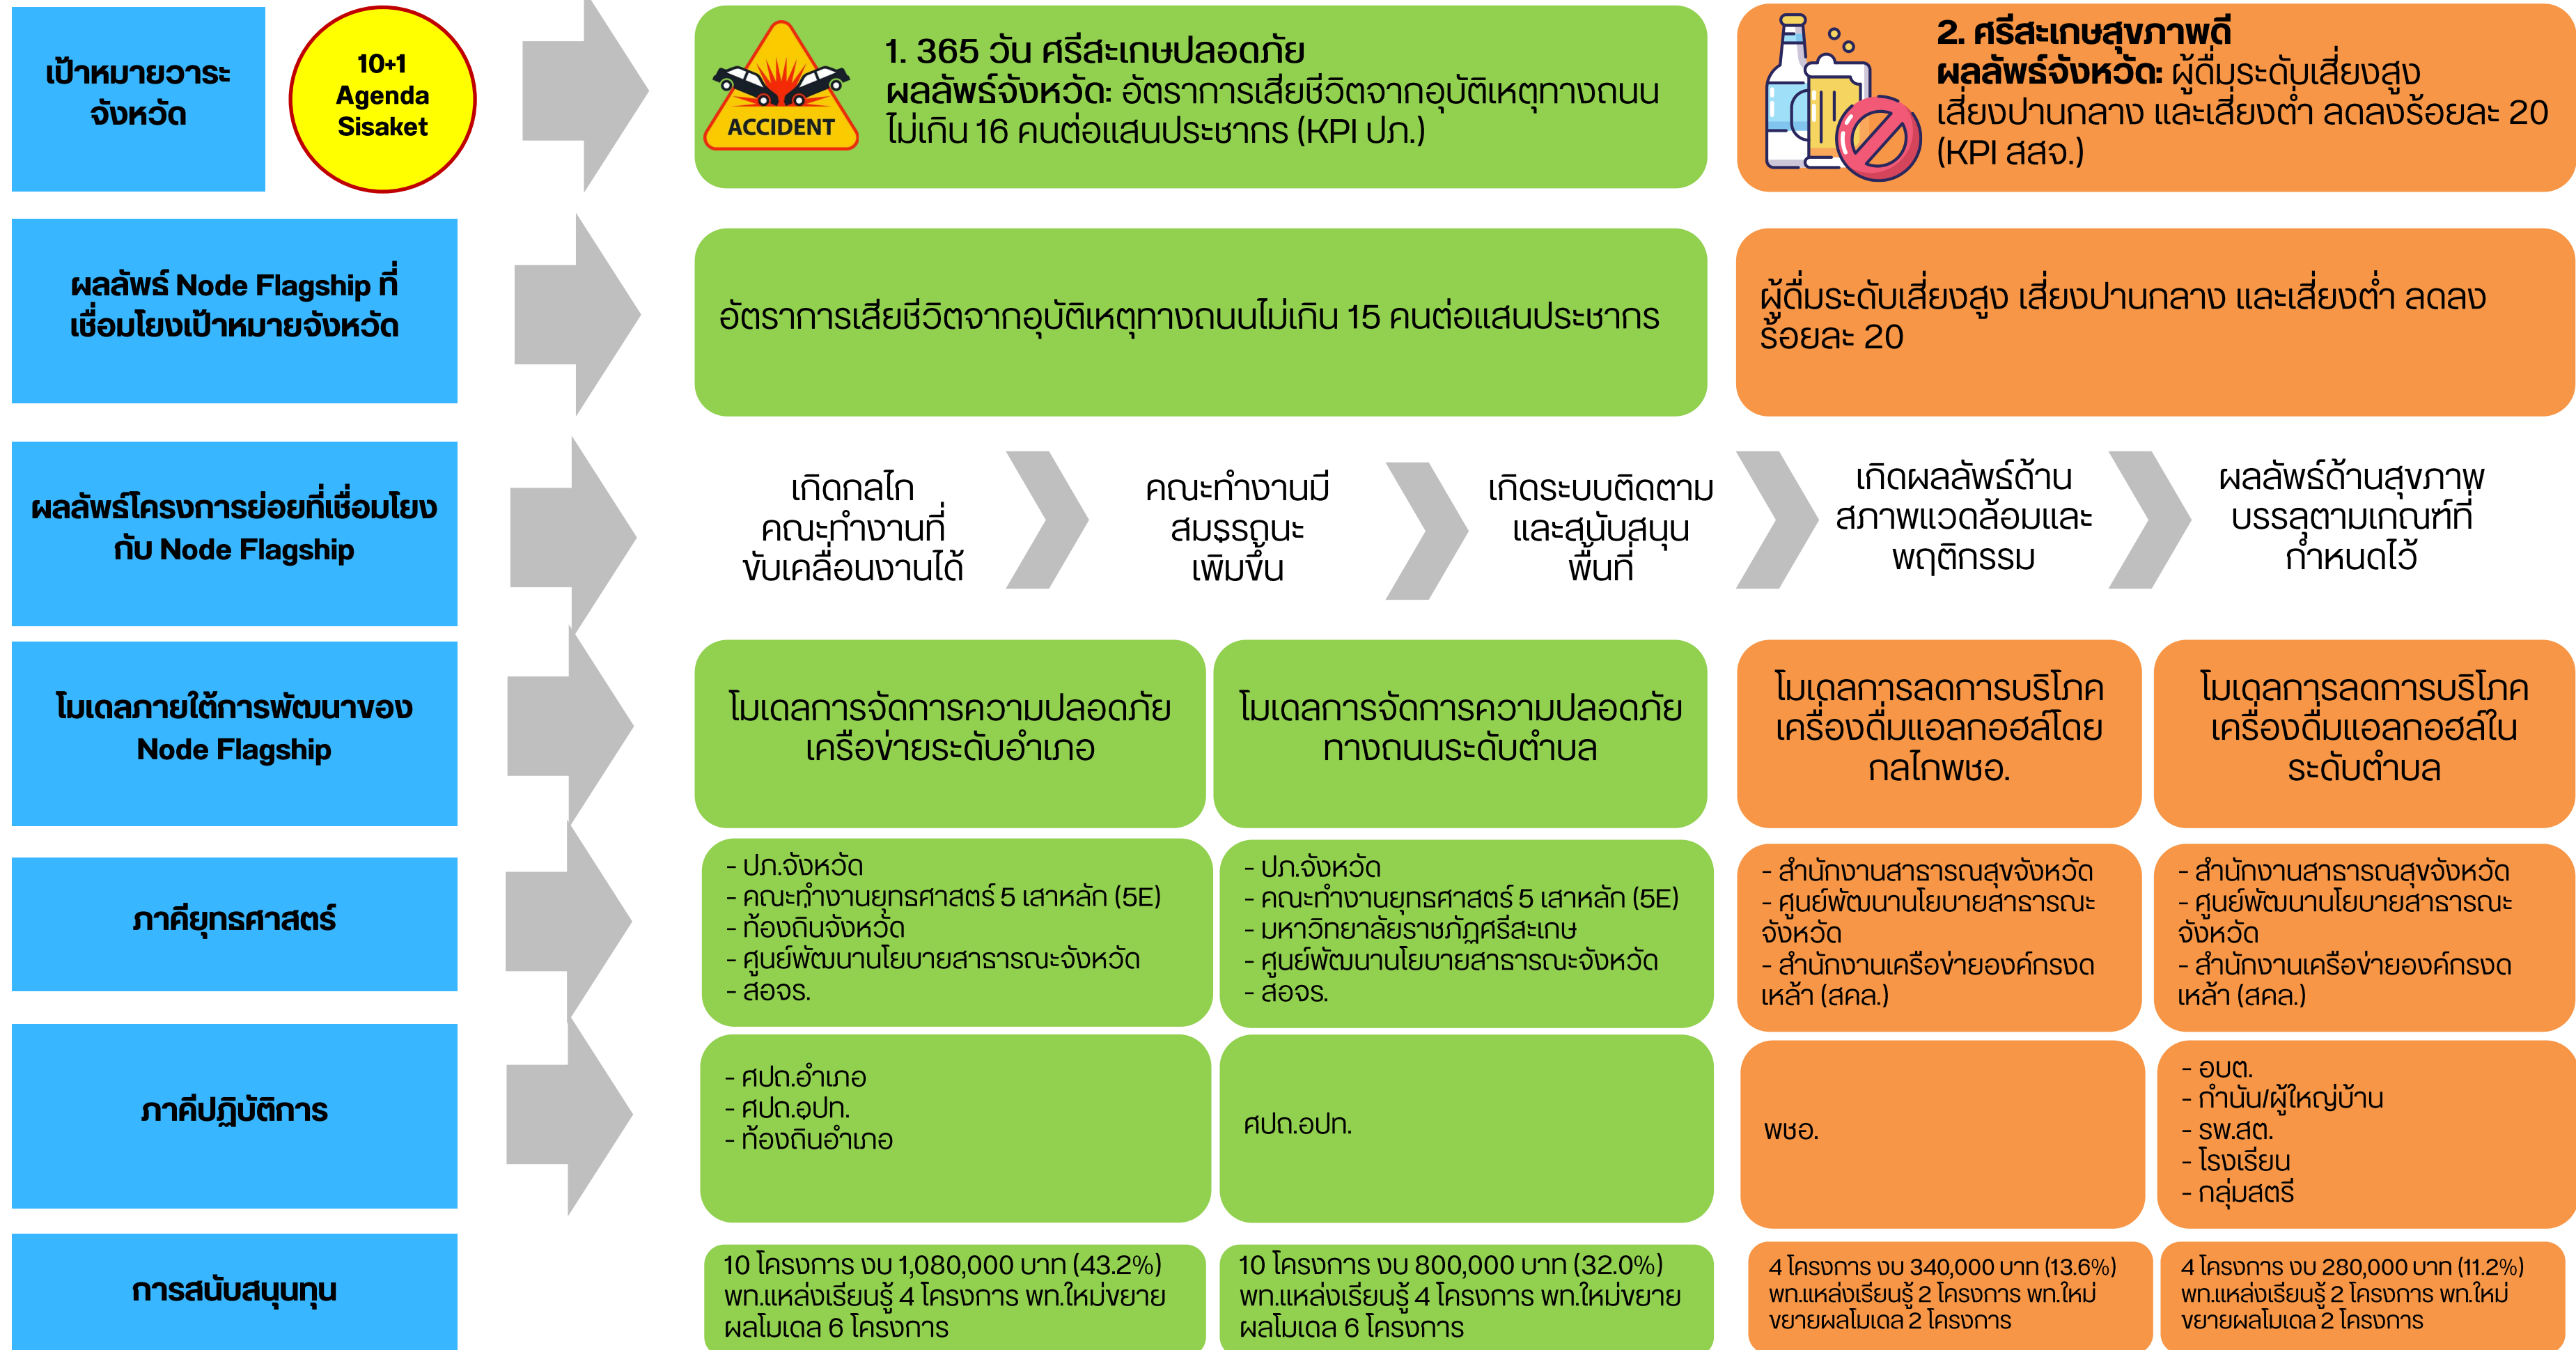 เป้าหมายวาระ
จังหวัด
10+1
Agenda
Sisaket
ACCIDENT
1. 365 วัน ศรีสะเกษปลอดภัย
ผลลัพธ์จังหวัด: อัตราการเสียชีวิตจากอุบัติเหตุทางถนน
ไม่เกิน 16 คนต่อแสนประชากร (KPI ปภ.)
2. ศรีสะเกษสุขภาพดี
ผลลัพธ์จังหวัด: ผู้ดื่มระดับเสี่ยงสูง
เสี่ยงปานกลาง และเสี่ยงต่ำ ลดลงร้อยละ 20
(KPI สสจ.)
ผลลัพธ์ Node Flagship ที่
เชื่อมโยงเป้าหมายจังหวัด
อัตราการเสียชีวิตจากอุบัติเหตุทางถนนไม่เกิน 15 คนต่อแสนประชากร
ผู้ดื่มระดับเสี่ยงสูง เสี่ยงปานกลาง และเสี่ยงต่ำ ลดลง
ร้อยละ 20
ผลลัพธ์โครงการย่อยที่เชื่อมโยง
กับ Node Flagship
เกิดกลไก
คณะทำงานที่
ขับเคลื่อนงานได้
คณะทำงานมี
สมรรถนะ
เพิ่มขึ้น
เกิดระบบติดตาม
และสนับสนุน
พื้นที่
เกิดผลลัพธ์ด้าน
สภาพแวดล้อมและ
พฤติกรรม
ผลลัพธ์ด้านสุขภาพ
บรรลุตามเกณฑ์ที่
กำหนดไว้
โมเดลภายใต้การพัฒนาของ
Node Flagship
โมเดลการจัดการความปลอดภัย
เครือข่ายระดับอำเภอ
โมเดลการจัดการความปลอดภัย
ทางถนนระดับตำบล
โมเดลการลดการบริโภค
เครื่องดื่มแอลกอฮล์โดย
กลไกพชอ.
โมเดลการลดการบริโภค
เครื่องดื่มแอลกอฮล์ใน
ระดับตำบล
ภาคียุทธศาสตร์
- ปภ.จังหวัด
- คณะทำงานยุทธศาสตร์ 5 เสาหลัก (5E)
- ท้องถิ่นจังหวัด
- ศูนย์พัฒนานโยบายสาธารณะจังหวัด
- สอจร.
- ปภ.จังหวัด
- คณะทำงานยุทธศาสตร์ 5 เสาหลัก (5E)
- มหาวิทยาลัยราชภัฏศรีสะเกษ
- ศูนย์พัฒนานโยบายสาธารณะจังหวัด
- สอจร.
- สำนักงานสาธารณสุขจังหวัด
- ศูนย์พัฒนานโยบายสาธารณะ
จังหวัด
- สำนักงานเครือข่ายองค์กรงด
เหล้า (สคล.)
- สำนักงานสาธารณสุขจังหวัด
- ศูนย์พัฒนานโยบายสาธารณะ
จังหวัด
- สำนักงานเครือข่ายองค์กรงด
เหล้า (สคล.)
ภาคีปฏิบัติการ
- ศปถ.อำเภอ
- ศปถ.อปท.
- ท้องถิ่นอำเภอ
ศปถ.อปท.
พชอ.
- อบต.
- กำนัน/ผู้ใหญ่บ้าน
- รพ.สต.
- โรงเรียน
- กลุ่มสตรี
การสนับสนุนทุน
10 โครงการ งบ 1,080,000 บาท (43.2%)
พท.แหล่งเรียนรู้ 4 โครงการ พท.ใหม่ขยาย
ผลโมเดล 6 โครงการ
10 โครงการ งบ 800,000 บาท (32.0%)
พท.แหล่งเรียนรู้ 4 โครงการ พท.ใหม่ขยาย
ผลโมเดล 6 โครงการ
4 โครงการ งบ 340,000 บาท (13.6%)
พท.แหล่งเรียนรู้ 2 โครงการ พท.ใหม่
ขยายผลโมเดล 2 โครงการ
4 โครงการ งบ 280,000 บาท (11.2%)
พท.แหล่งเรียนรู้ 2 โครงการ พท.ใหม่
ขยายผลโมเดล 2 โครงการ